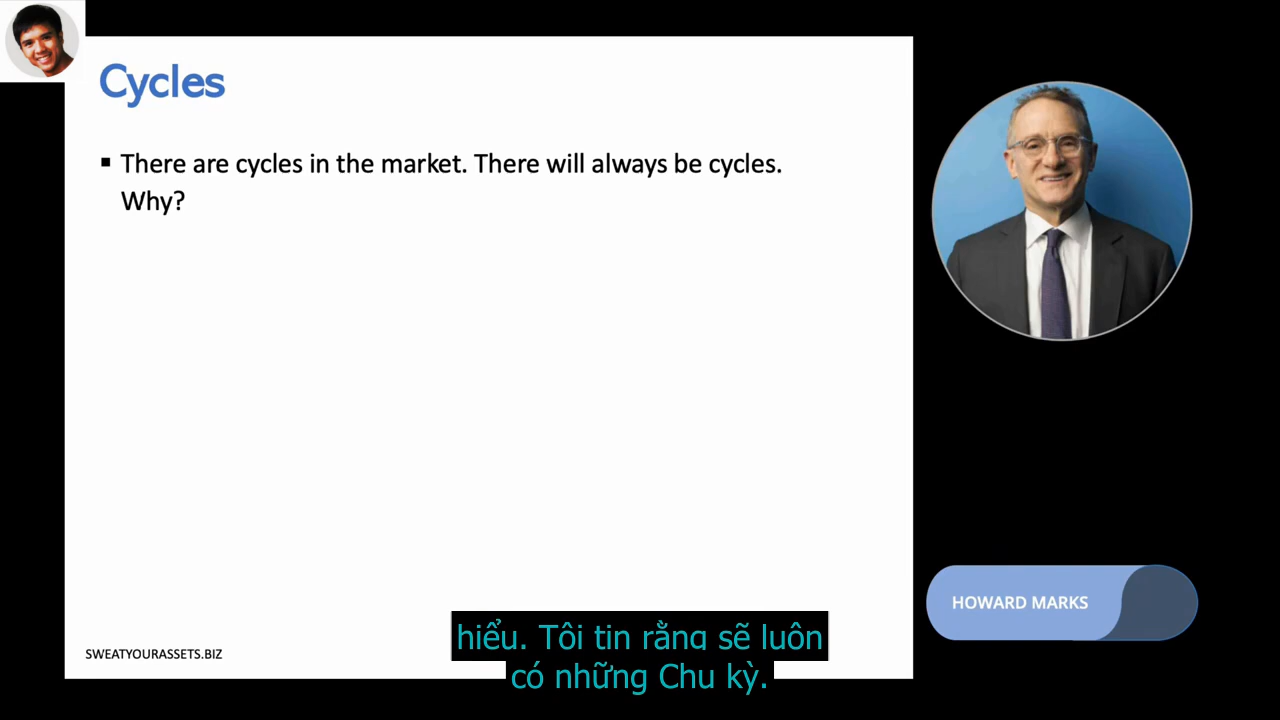 Cycles
▪ There are cycles in the market. There will always be cycles.
Why?
HOWARD MARKS
hiểu. Tôi tin rằng sẽ luôn
có những Chu kỳ.
SWEATYOURASSETS.BIZ